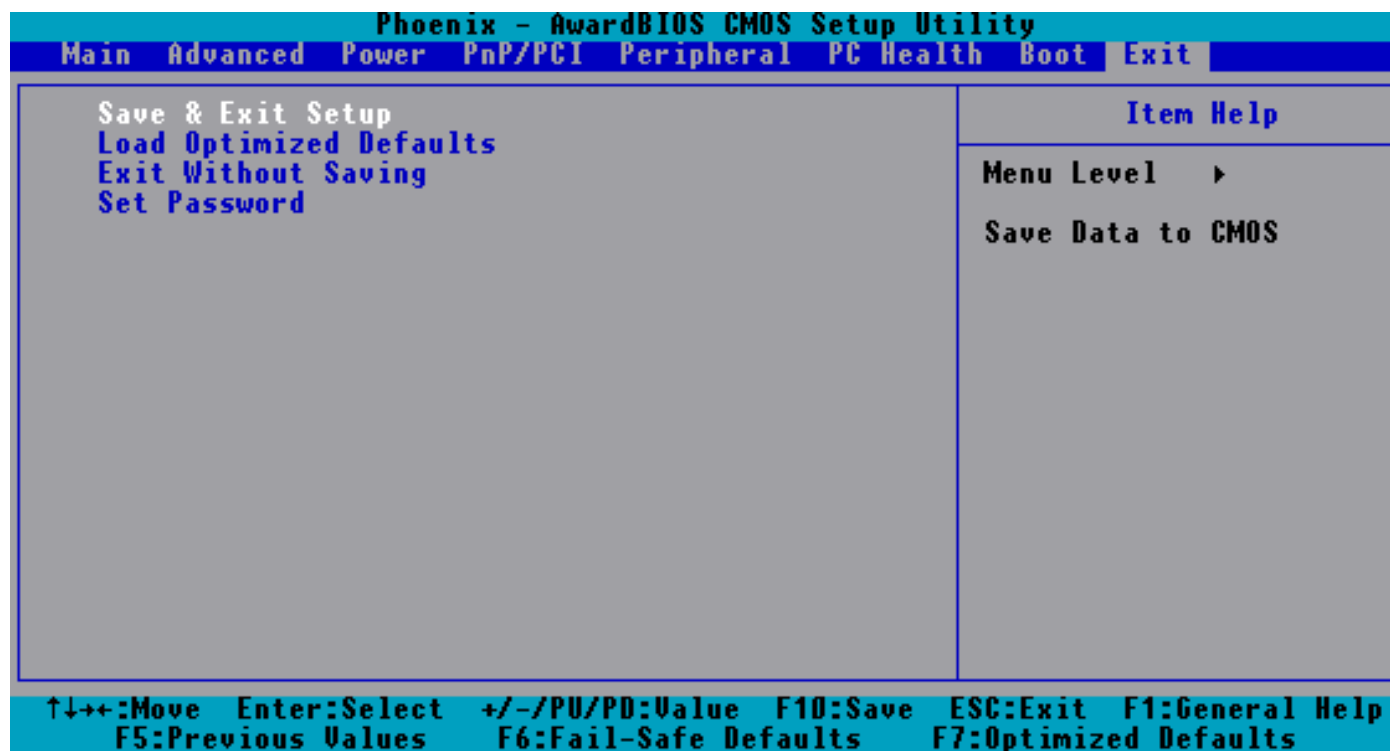 Phoenix - AwardBIOS CMOS Setup Utility
Main Advanced Power PnP/PCI Peripheral PC Health Boot Exit
Save & Exit Setup
Load Optimized Defaults
Exit Without Saving
Set Password
Item Help
Menu Level ▸
Save Data to CMOS
↑↓→←:Move Enter:Select +/-/PU/PD:Value F10:Save ESC:Exit F1:General Help
F5:Previous Values F6:Fail-Safe Defaults F7:Optimized Defaults